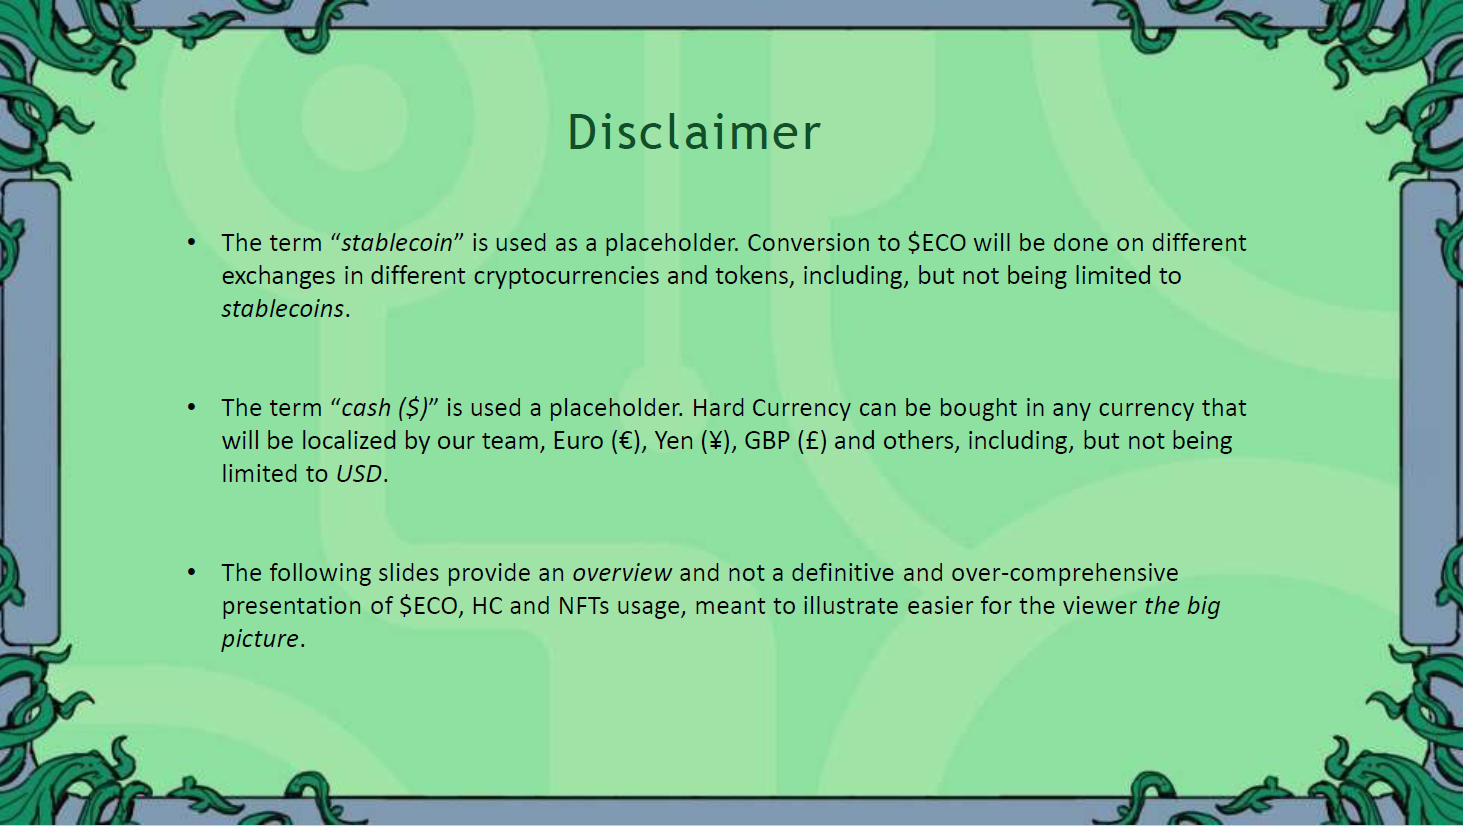 Disclaimer
• The term “stablecoin” is used as a placeholder. Conversion to $ECO will be done on different
exchanges in different cryptocurrencies and tokens, including, but not being limited to
stablecoins.
• The term “cash ($)” is used a placeholder. Hard Currency can be bought in any currency that
will be localized by our team, Euro (€), Yen (¥), GBP (£) and others, including, but not being
limited to USD.
• The following slides provide an overview and not a definitive and over-comprehensive
presentation of $ECO, HC and NFTs usage, meant to illustrate easier for the viewer the big
picture.